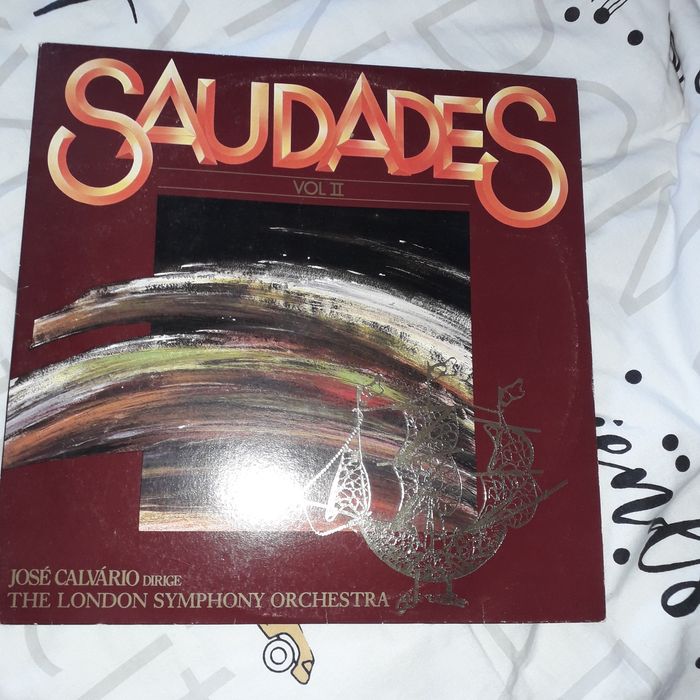 SAUDADES
VOL II
JOSÉ CALVÁRIO DIRIGE
THE LONDON SYMPHONY ORCHESTRA